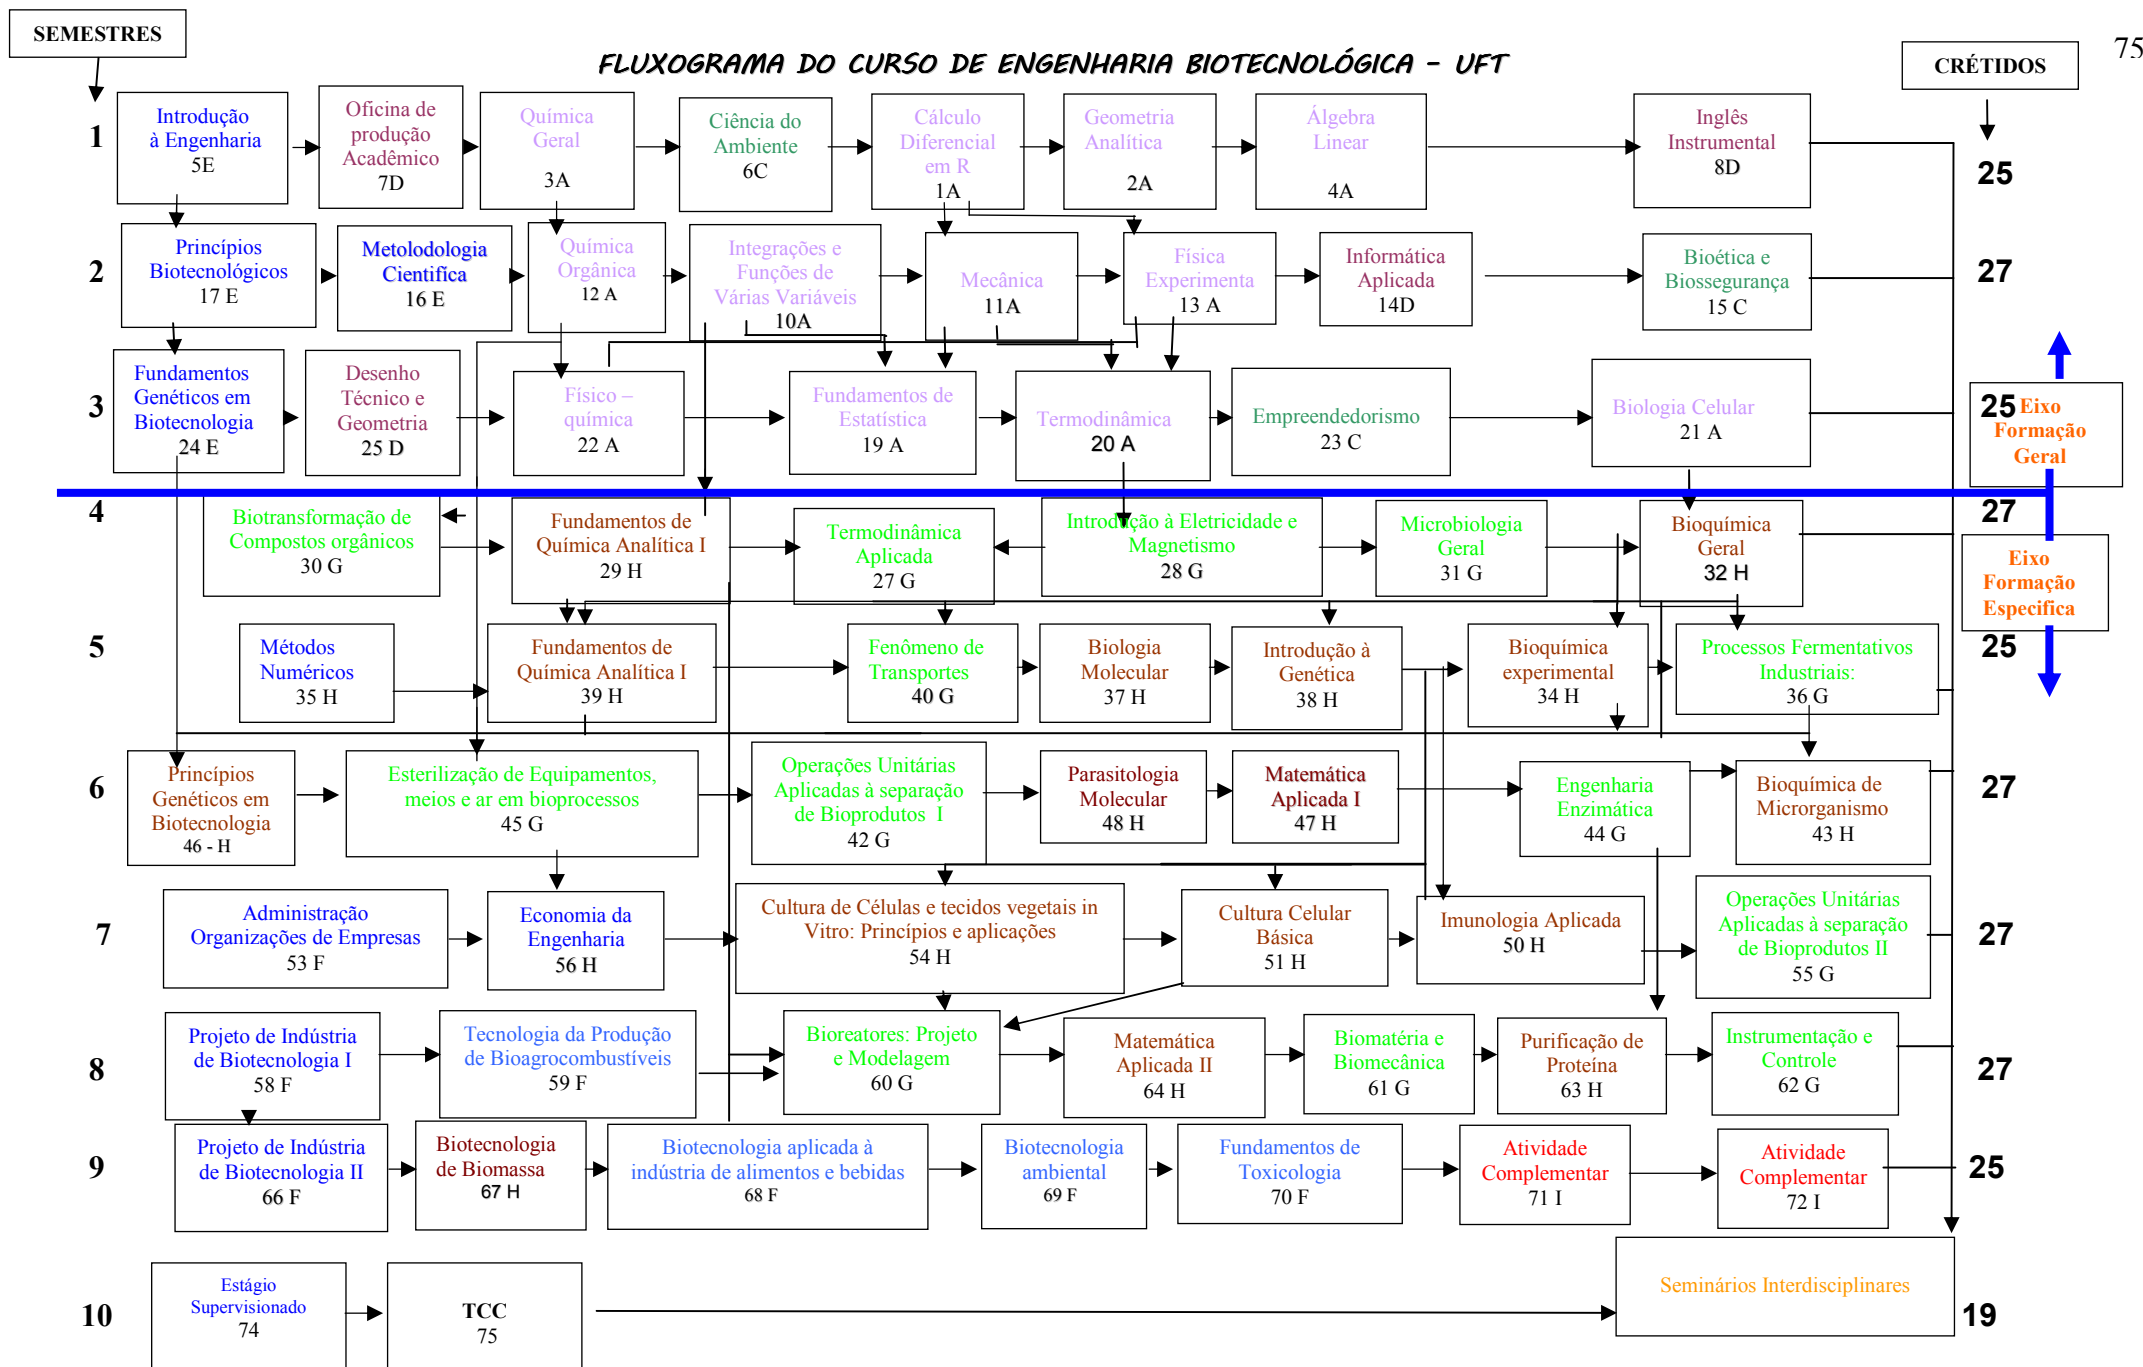 SEMESTRES
FLUXOGRAMA DO CURSO DE ENGENHARIA BIOTECNOLÓGICA - UFT
CRÉTIDOS
75
1
Introdução
à Engenharia
5E
Oficina de
produção
Acadêmico
7D
Química
Geral
3A
Ciência do
Ambiente
6C
Cálculo
Diferencial
em R
1A
Geometria
Analítica
2A
Álgebra
Linear
4A
Inglês
Instrumental
8D
25
2
Princípios
Biotecnológicos
17 E
Metolodologia
Cientifíca
16 E
Química
Orgânica
12 A
Integrações e
Funções de
Várias Variáveis
10A
Mecânica
11A
Física
Experimenta
13 A
Informática
Aplicada
14D
Bioética e
Biossegurança
15 C
27
3
Fundamentos
Genéticos em
Biotecnologia
24 E
Desenho
Técnico e
Geometria
25 D
Físico –
química
22 A
Fundamentos de
Estatística
19 A
Termodinâmica
20 A
Empreendedorismo
23 C
Biologia Celular
21 A
25
Eixo
Formação
Geral
4
Biotransformação de
Compostos orgânicos
30 G
Fundamentos de
Química Analítica I
29 H
Termodinâmica
Aplicada
27 G
Introdução à Eletricidade e
Magnetismo
28 G
Microbiologia
Geral
31 G
Bioquímica
Geral
32 H
27
Eixo
Formação
Especifica
5
Métodos
Numéricos
35 H
Fundamentos de
Química Analítica I
39 H
Fenômeno de
Transportes
40 G
Biologia
Molecular
37 H
Introdução à
Genética
38 H
Bioquímica
experimental
34 H
Processos Fermentativos
Industriais:
36 G
25
6
Princípios
Genéticos em
Biotecnologia
46 - H
Esterilização de Equipamentos,
meios e ar em bioprocessos
45 G
Operações Unitárias
Aplicadas à separação
de Bioprodutos I
42 G
Parasitologia
Molecular
48 H
Matemática
Aplicada I
47 H
Engenharia
Enzimática
44 G
Bioquímica de
Microrganismo
43 H
27
7
Administração
Organizações de Empresas
53 F
Economia da
Engenharia
56 H
Cultura de Células e tecidos vegetais in
Vitro: Princípios e aplicações
54 H
Cultura Celular
Básica
51 H
Imunologia Aplicada
50 H
Operações Unitárias
Aplicadas à separação
de Bioprodutos II
55 G
27
8
Projeto de Indústria
de Biotecnologia I
58 F
Tecnologia da Produção
de Bioagrocombustíveis
59 F
Bioreatores: Projeto
e Modelagem
60 G
Matemática
Aplicada II
64 H
Biomatéria e
Biomecânica
61 G
Purificação de
Proteína
63 H
Instrumentação e
Controle
62 G
27
9
Projeto de Indústria
de Biotecnologia II
66 F
Biotecnologia
de Biomassa
67 H
Biotecnologia aplicada à
indústria de alimentos e bebidas
68 F
Biotecnologia
ambiental
69 F
Fundamentos de
Toxicologia
70 F
Atividade
Complementar
71 I
Atividade
Complementar
72 I
25
10
Estágio
Supervisionado
74
TCC
75
Seminários Interdisciplinares
19